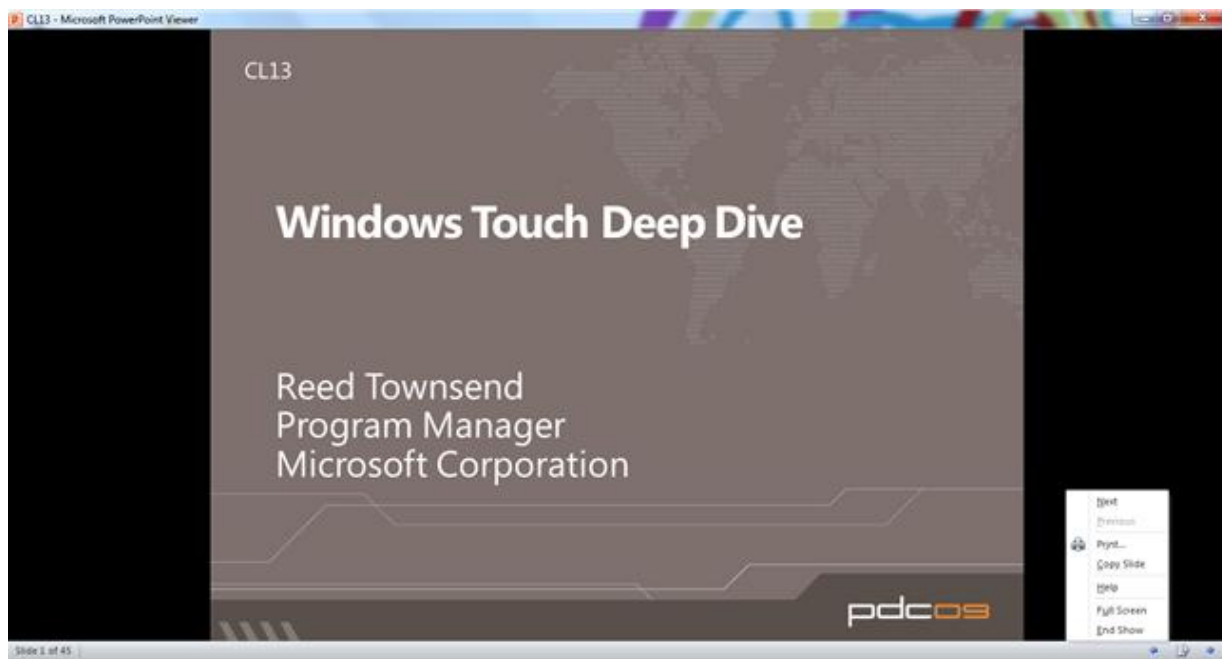 CL13 - Microsoft PowerPoint Viewer
CL13
Windows Touch Deep Dive
Reed Townsend
Program Manager
Microsoft Corporation
Next
Previous
Print...
Copy Slide
Help
Full Screen
End Show
pdc09
Slide 1 of 45